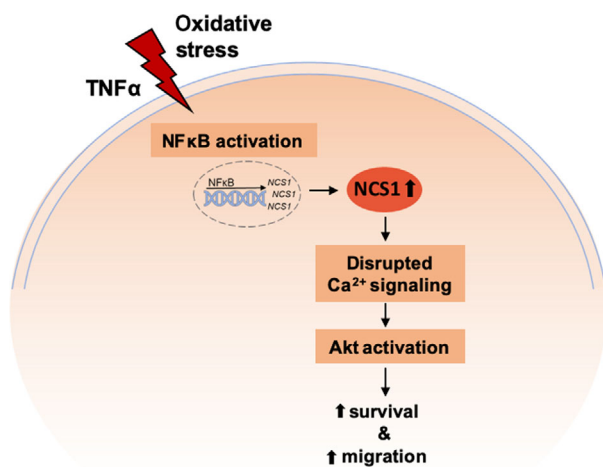 Oxidative
stress
TNFα
NFκB activation
NFκB
NCS1
NCS1
NCS1
NCS1
Disrupted
Ca²⁺ signaling
Akt activation
survival
&
migration